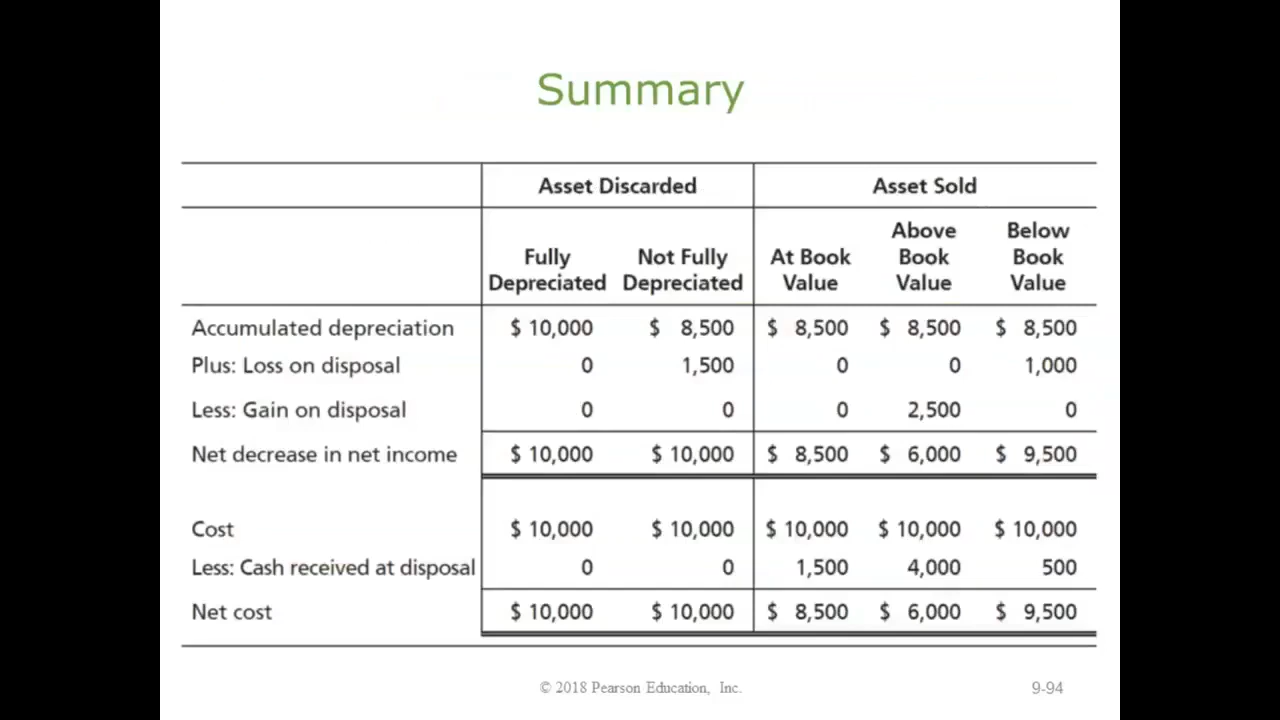 Summary
Asset Discarded Asset Sold
Above Below
Fully Not Fully At Book Book Book
Depreciated Depreciated Value Value Value
Accumulated depreciation $ 10,000 $ 8,500 $ 8,500 $ 8,500 $ 8,500
Plus: Loss on disposal 0 1,500 0 0 1,000
Less: Gain on disposal 0 0 0 2,500 0
Net decrease in net income $ 10,000 $ 10,000 $ 8,500 $ 6,000 $ 9,500
Cost $ 10,000 $ 10,000 $ 10,000 $ 10,000 $ 10,000
Less: Cash received at disposal 0 0 1,500 4,000 500
Net cost $ 10,000 $ 10,000 $ 8,500 $ 6,000 $ 9,500
© 2018 Pearson Education, Inc. 9-94